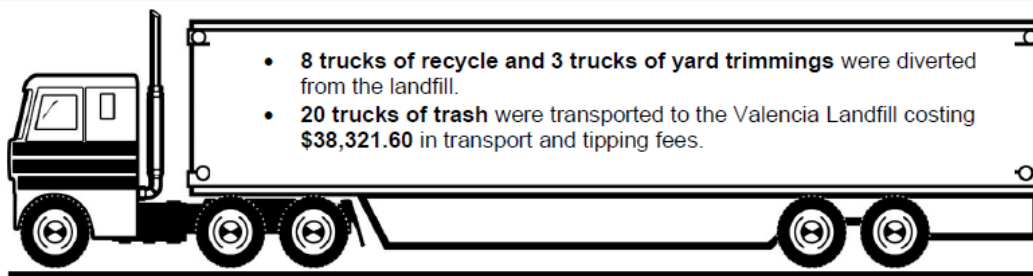 • 8 trucks of recycle and 3 trucks of yard trimmings were diverted
from the landfill.
• 20 trucks of trash were transported to the Valencia Landfill costing
$38,321.60 in transport and tipping fees.